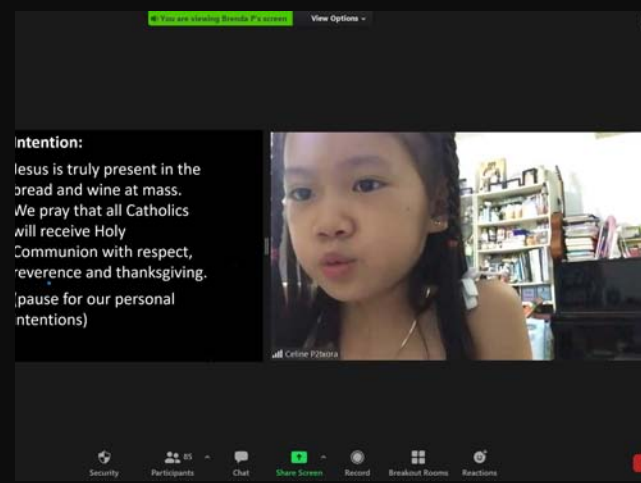 You are viewing Brenda P's screen
View Options
Intention:
Jesus is truly present in the
bread and wine at mass.
We pray that all Catholics
will receive Holy
Communion with respect,
reverence and thanksgiving.
(pause for our personal
intentions)
Celine
Security
Participants
85
Chat
Share Screen
Record
Breakout Rooms
Reactions